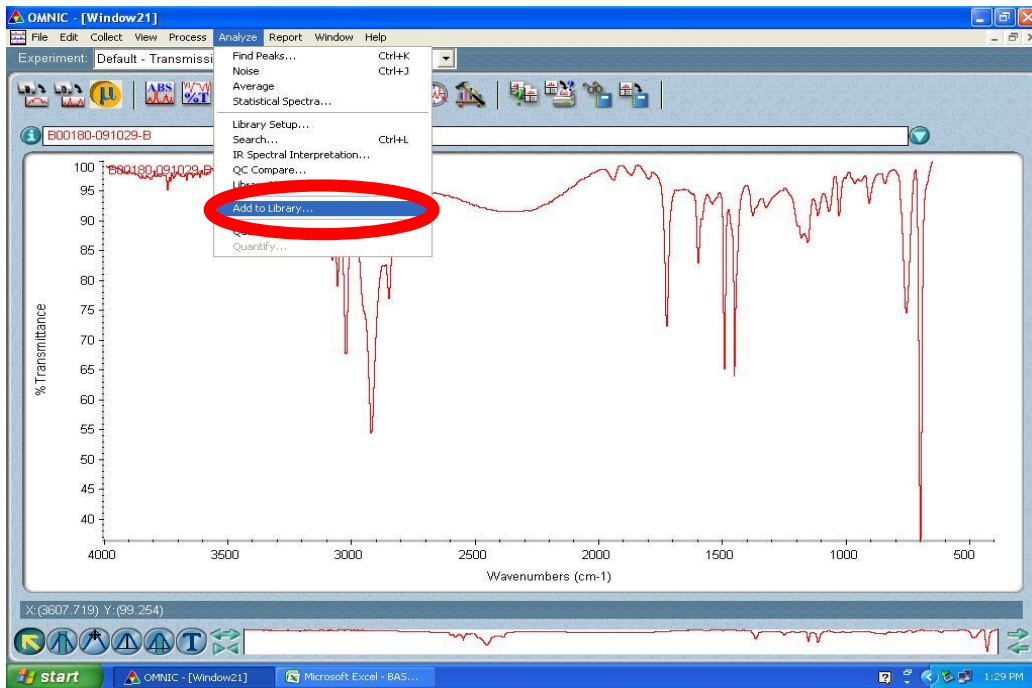 OMNIC - [Window21]
File Edit Collect View Process Analyze Report Window Help
Experiment: Default - Transmissi
Find Peaks... Ctrl+K
Noise Ctrl+J
Average
Statistical Spectra...
Library Setup...
Search... Ctrl+L
IR Spectral Interpretation...
QC Compare...
Add to Library...
Quantify...
ABS %T
B00180-091029-B
B00180-091029-B
100
95
90
85
80
75
70
65
60
55
50
45
40
%Transmittance
4000 3500 3000 2500 2000 1500 1000 500
Wavenumbers (cm-1)
X:(3607.719) Y:(99.254)
T
start OMNIC - [Window21] Microsoft Excel - BAS... 1:29 PM